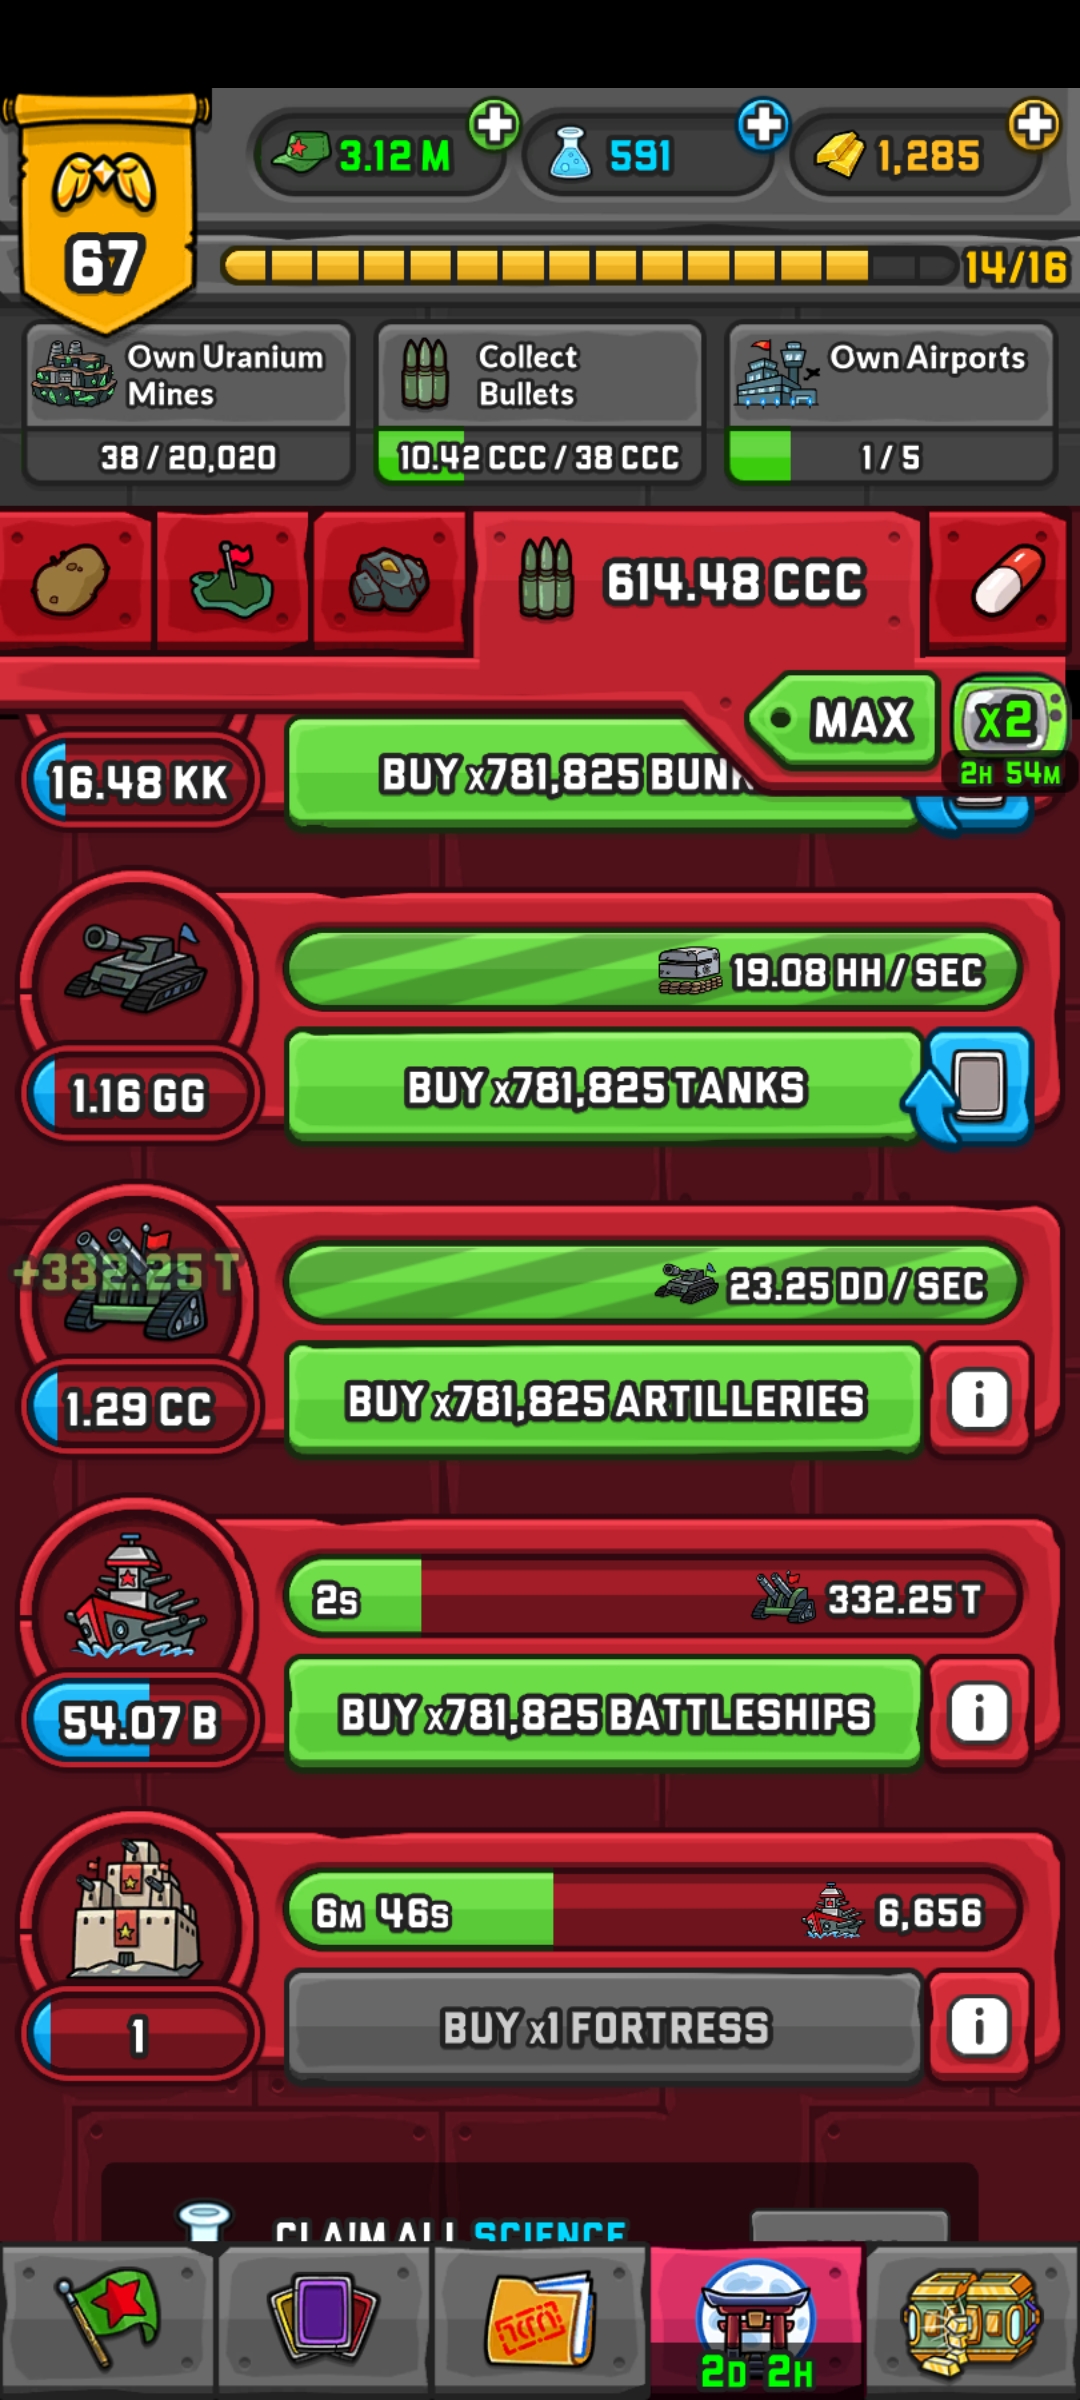 67
3.12 M
591
1,285
14/16
Own Uranium
Mines
38 / 20,020
Collect
Bullets
10.42 CCC / 38 CCC
Own Airports
1 / 5
614.48 CCC
MAX
x2
2H 54M
16.48 KK
BUY x781,825
19.08 HH / SEC
1.16 GG
BUY x781,825 TANKS
+332.25 T
23.25 DD / SEC
1.29 CC
BUY x781,825 ARTILLERIES
2S
332.25 T
54.07 B
BUY x781,825 BATTLESHIPS
6M 46S
6,656
1
BUY x1 FORTRESS
CLAIM ALL SCIENCE
2D 2H